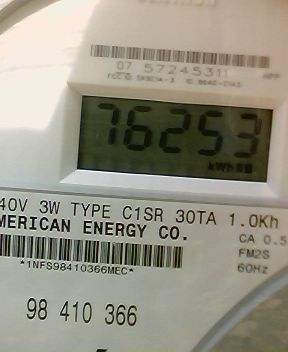 07 57245311
76253
kWh
40V 3W TYPE C1SR 30TA 1.0Kh
MERICAN ENERGY CO.
CA 0.5
FM2S
60Hz
*1NFS98410366MEC*
98 410 366